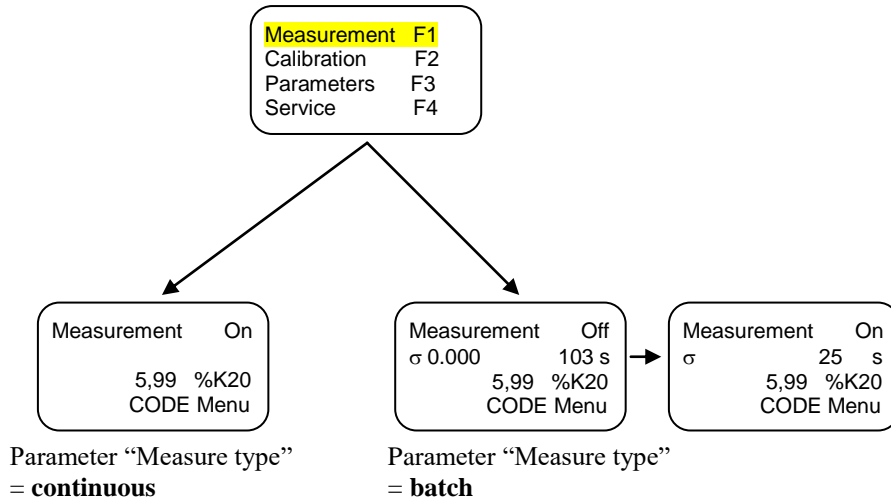 Measurement F1
Calibration F2
Parameters F3
Service F4
Measurement On
5,99 %K20
CODE Menu
Parameter “Measure type”
= continuous
Measurement Off
σ 0.000 103 s
5,99 %K20
CODE Menu
Parameter “Measure type”
= batch
Measurement On
σ 25 s
5,99 %K20
CODE Menu